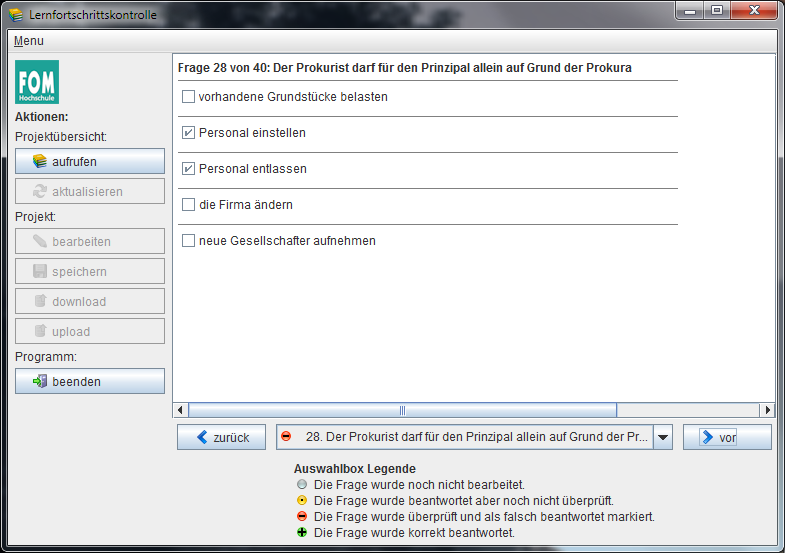 Lernfortschrittskontrolle
Menu
FOM
Hochschule
Aktionen:
Projektübersicht:
aufrufen
aktualisieren
Projekt:
bearbeiten
speichern
download
upload
Programm:
beenden
Frage 28 von 40: Der Prokurist darf für den Prinzipal allein auf Grund der Prokura
vorhandene Grundstücke belasten
Personal einstellen
Personal entlassen
die Firma ändern
neue Gesellschafter aufnehmen
zurück
28. Der Prokurist darf für den Prinzipal allein auf Grund der Pr...
vor
Auswahlbox Legende
Die Frage wurde noch nicht bearbeitet.
Die Frage wurde beantwortet aber noch nicht überprüft.
Die Frage wurde überprüft und als falsch beantwortet markiert.
Die Frage wurde korrekt beantwortet.